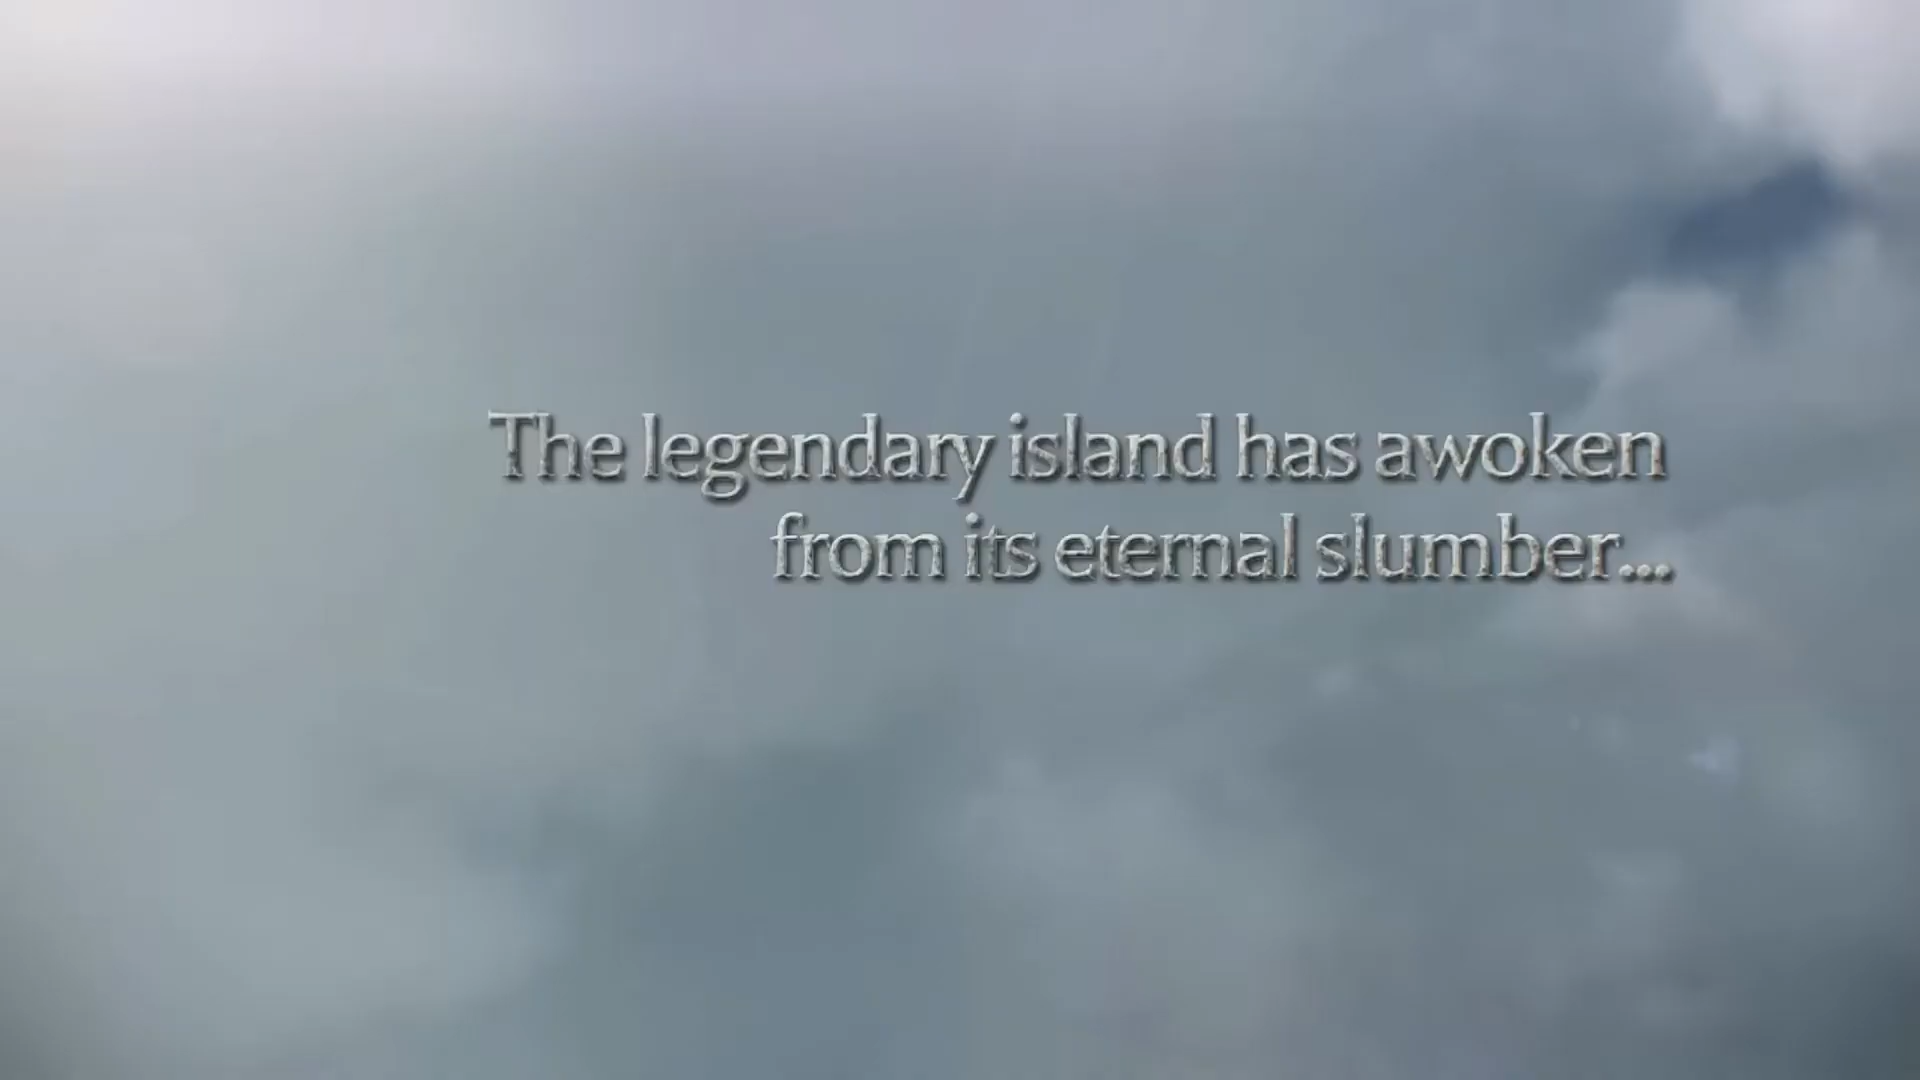 The legendary island has awoken
from its eternal slumber...